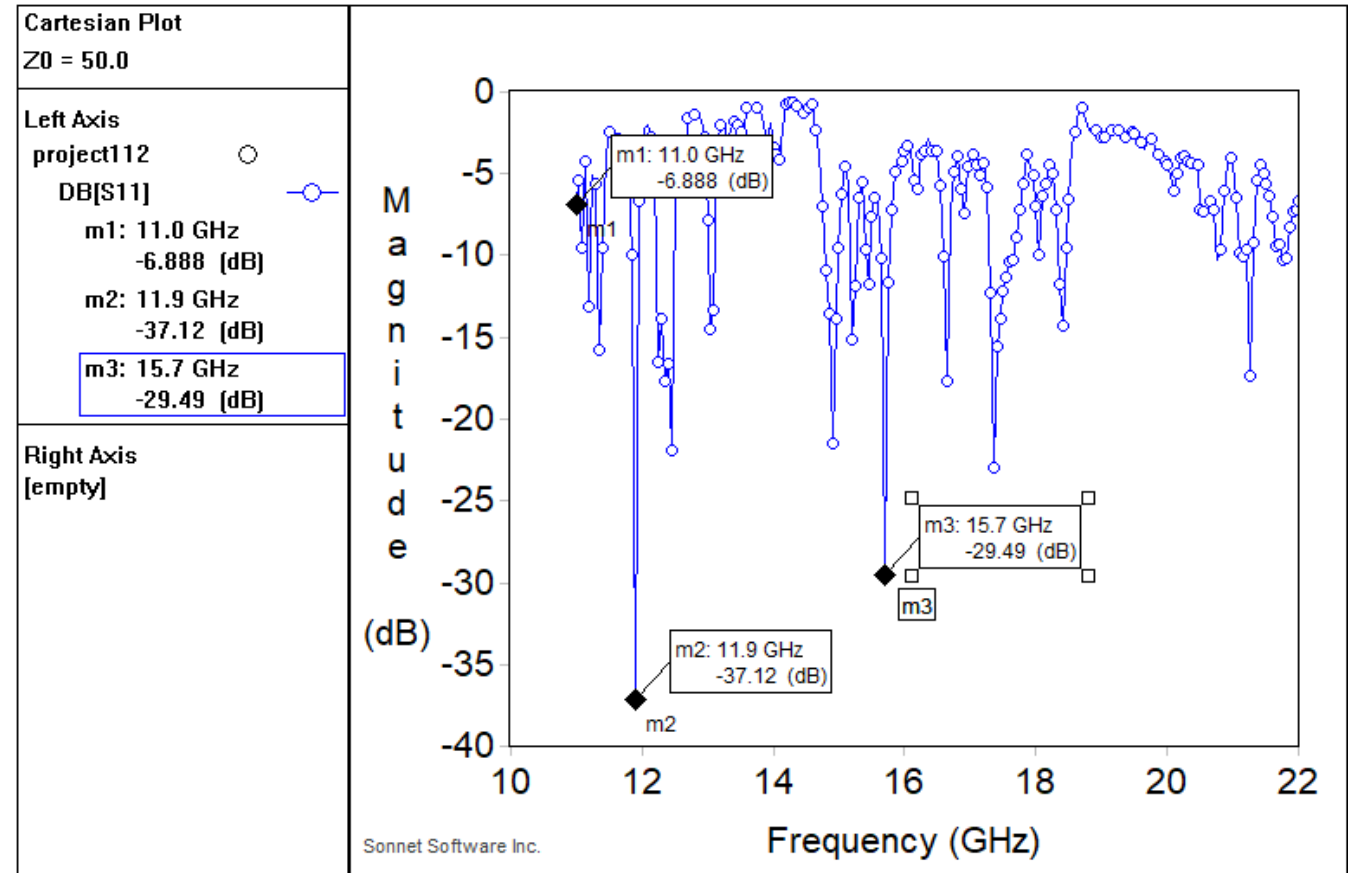 Cartesian Plot
Z0 = 50.0
Left Axis
project112
DB[S11]
m1: 11.0 GHz
-6.888 (dB)
m2: 11.9 GHz
-37.12 (dB)
m3: 15.7 GHz
-29.49 (dB)
Right Axis
[empty]
Magnitude
(dB)
0
-5
-10
-15
-20
-25
-30
-35
-40
m1: 11.0 GHz
-6.888 (dB)
m1
m3: 15.7 GHz
-29.49 (dB)
m3
m2: 11.9 GHz
-37.12 (dB)
m2
10 12 14 16 18 20 22
Sonnet Software Inc.
Frequency (GHz)